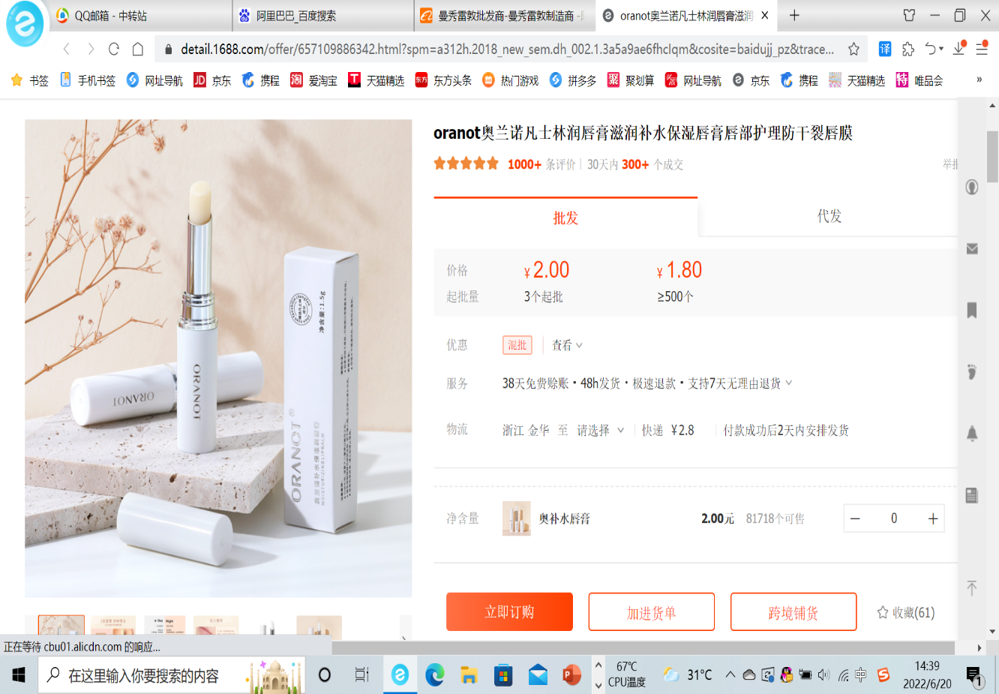 QQ邮箱 - 中转站
阿里巴巴_百度搜索
曼秀雷敦批发商-曼秀雷敦制造商 -
oranot奥兰诺凡士林润唇膏滋润
detail.1688.com/offer/657109886342.html?spm=a312h.2018_new_sem.dh_002.1.3a5a9ae6fhclqm&cosite=baidujj_pz&trace...
译
书签 手机书签 网址导航 JD 京东 携程 淘 爱淘宝 T 天猫精选 东方 东方头条 热门游戏 拼多多 聚 聚划算 网址导航 京东 携程 天猫精选 特 唯品会 »
oranot奥兰诺凡士林润唇膏滋润补水保湿唇膏唇部护理防干裂唇膜
1000+ 条评价 30天内 300+ 个成交
举报
批发 代发
价格 ¥ 2.00 ¥ 1.80
起批量 3个起批 ≥500个
优惠 混批 查看
服务 38天免费赊账 · 48h发货 · 极速退款 · 支持7天无理由退货
物流 浙江 金华 至 请选择 快递 ¥2.8 付款成功后2天内安排发货
净含量 奥补水唇膏 2.00元 81718个可售 0
立即订购 加进货单 跨境铺货 收藏(61)
ORANOT
ORANOT
净含量:1.5g
ORANOT®
MOISTURIZING LIP BALM
正在等待 cbu01.alicdn.com 的响应...
在这里输入你要搜索的内容
67℃
CPU温度
31°C
中
14:39
2022/6/20
1